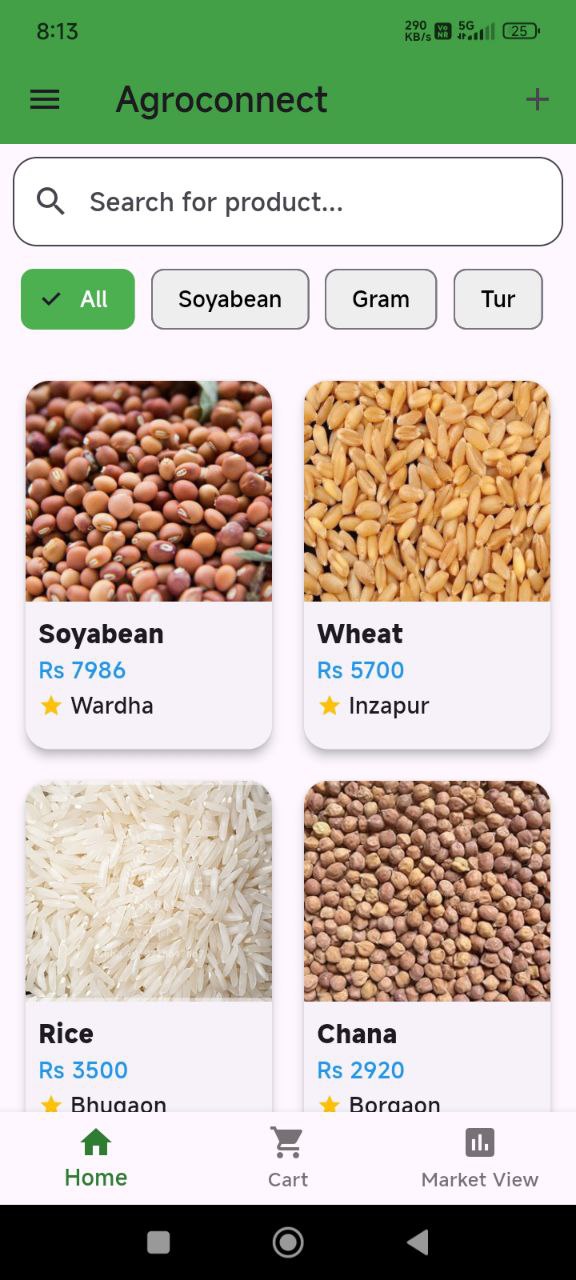 8:13
290 KB/s Vo NR 5G 25
Agroconnect
Search for product...
All Soyabean Gram Tur
Soyabean Wheat
Rs 7986 Rs 5700
Wardha Inzapur
Rice Chana
Rs 3500 Rs 2920
Bhugaon Borgaon
Home Cart Market View